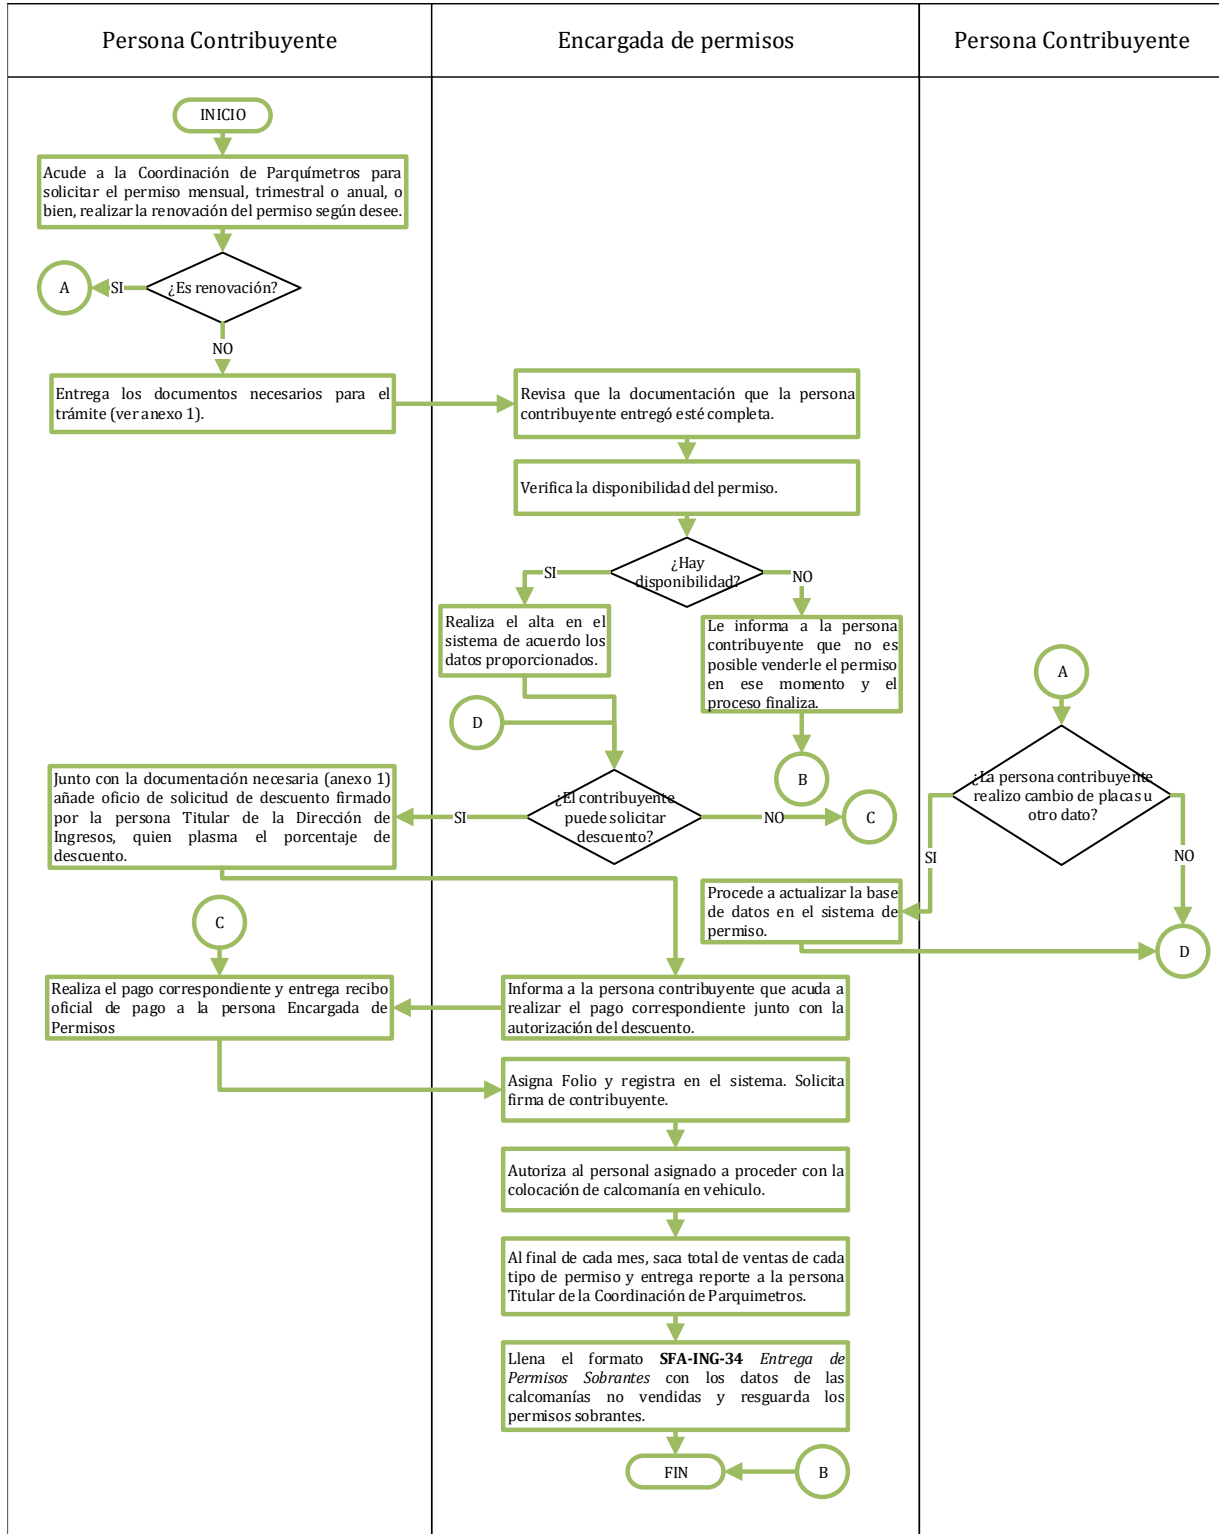 Persona Contribuyente
Encargada de permisos
Persona Contribuyente
INICIO
Acude a la Coordinación de Parquímetros para
solicitar el permiso mensual, trimestral o anual, o
bien, realizar la renovación del permiso según desee.
A
SI
¿Es renovación?
NO
Entrega los documentos necesarios para el
trámite (ver anexo 1).
Revisa que la documentación que la persona
contribuyente entregó esté completa.
Verifica la disponibilidad del permiso.
¿Hay
disponibilidad?
SI
NO
Realiza el alta en el
sistema de acuerdo los
datos proporcionados.
Le informa a la persona
contribuyente que no es
posible venderle el permiso
en ese momento y el
proceso finaliza.
A
D
B
¿La persona contribuyente
realizo cambio de placas u
otro dato?
Junto con la documentación necesaria (anexo 1)
añade oficio de solicitud de descuento firmado
por la persona Titular de la Dirección de
Ingresos, quien plasma el porcentaje de
descuento.
SI
¿El contribuyente
puede solicitar
descuento?
NO
C
SI
NO
Procede a actualizar la base
de datos en el sistema de
permiso.
C
D
Realiza el pago correspondiente y entrega recibo
oficial de pago a la persona Encargada de
Permisos
Informa a la persona contribuyente que acuda a
realizar el pago correspondiente junto con la
autorización del descuento.
Asigna Folio y registra en el sistema. Solicita
firma de contribuyente.
Autoriza al personal asignado a proceder con la
colocación de calcomanía en vehiculo.
Al final de cada mes, saca total de ventas de cada
tipo de permiso y entrega reporte a la persona
Titular de la Coordinación de Parquimetros.
Llena el formato SFA-ING-34 Entrega de
Permisos Sobrantes con los datos de las
calcomanías no vendidas y resguarda los
permisos sobrantes.
FIN
B